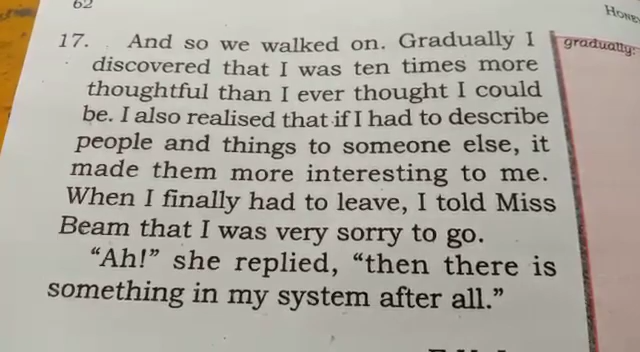 62
17. And so we walked on. Gradually I
discovered that I was ten times more
thoughtful than I ever thought I could
be. I also realised that if I had to describe
people and things to someone else, it
made them more interesting to me.
When I finally had to leave, I told Miss
Beam that I was very sorry to go.
“Ah!” she replied, “then there is
something in my system after all.”
gradually: